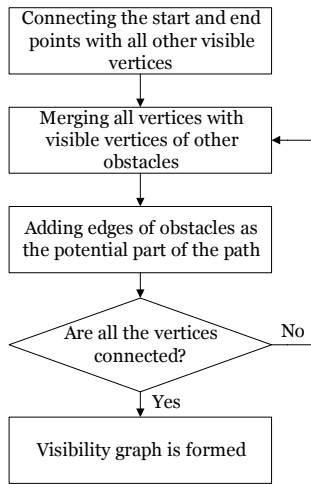 Connecting the start and end
points with all other visible
vertices
Merging all vertices with
visible vertices of other
obstacles
Adding edges of obstacles as
the potential part of the path
Are all the vertices
connected?
No
Yes
Visibility graph is formed